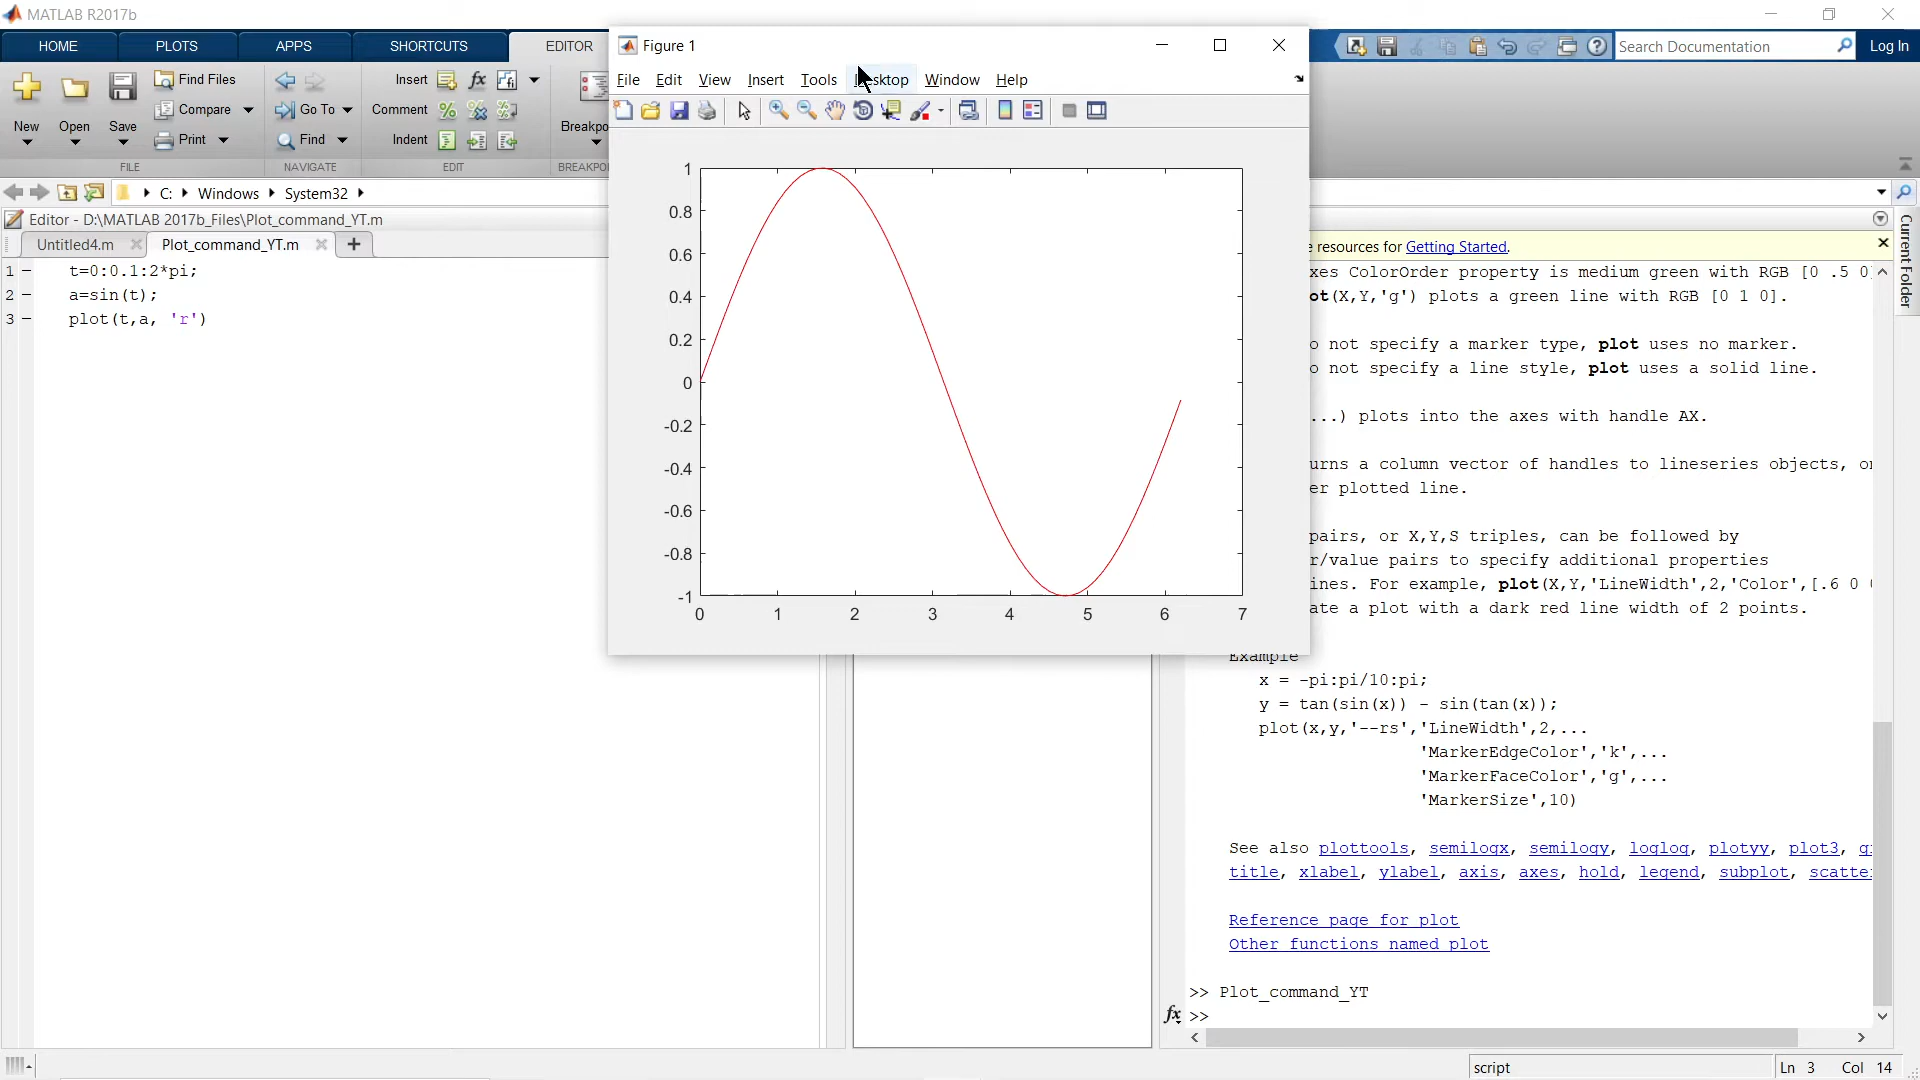 MATLAB R2017b
HOME PLOTS APPS SHORTCUTS EDITOR
Search Documentation Log In
New Open Save
Find Files
Compare
Print
Go To
Find
Insert
Comment
Indent
FILE NAVIGATE EDIT
C: Windows System32
Editor - D:\MATLAB 2017b_Files\Plot_command_YT.m
Untitled4.m Plot_command_YT.m
1 t=0:0.1:2*pi;
2 a=sin(t);
3 plot(t,a, 'r')
Figure 1
File Edit View Insert Tools Window Help
1
0.8
0.6
0.4
0.2
0
-0.2
-0.4
-0.6
-0.8
-1
0 1 2 3 4 5 6 7
Current Folder
resources for Getting Started.
ColorOrder property is medium green with RGB [0 .5 0
(X,Y,'g') plots a green line with RGB [0 1 0].
not specify a marker type, plot uses no marker.
not specify a line style, plot uses a solid line.
...) plots into the axes with handle AX.
a column vector of handles to lineseries objects,
plotted line.
pairs, or X,Y,S triples, can be followed by
/value pairs to specify additional properties
For example, plot(X,Y,'LineWidth',2,'Color',[.6 0
a plot with a dark red line width of 2 points.
Example
x = -pi:pi/10:pi;
y = tan(sin(x)) - sin(tan(x));
plot(x,y,'--rs','LineWidth',2,...
'MarkerEdgeColor','k',...
'MarkerFaceColor','g',...
'MarkerSize',10)
See also plottools, semilogx, semilogy, loglog, plotyy, plot3,
title, xlabel, ylabel, axis, axes, hold, legend, subplot,
Reference page for plot
Other functions named plot
>> Plot_command_YT
fx >>
script Ln 3 Col 14